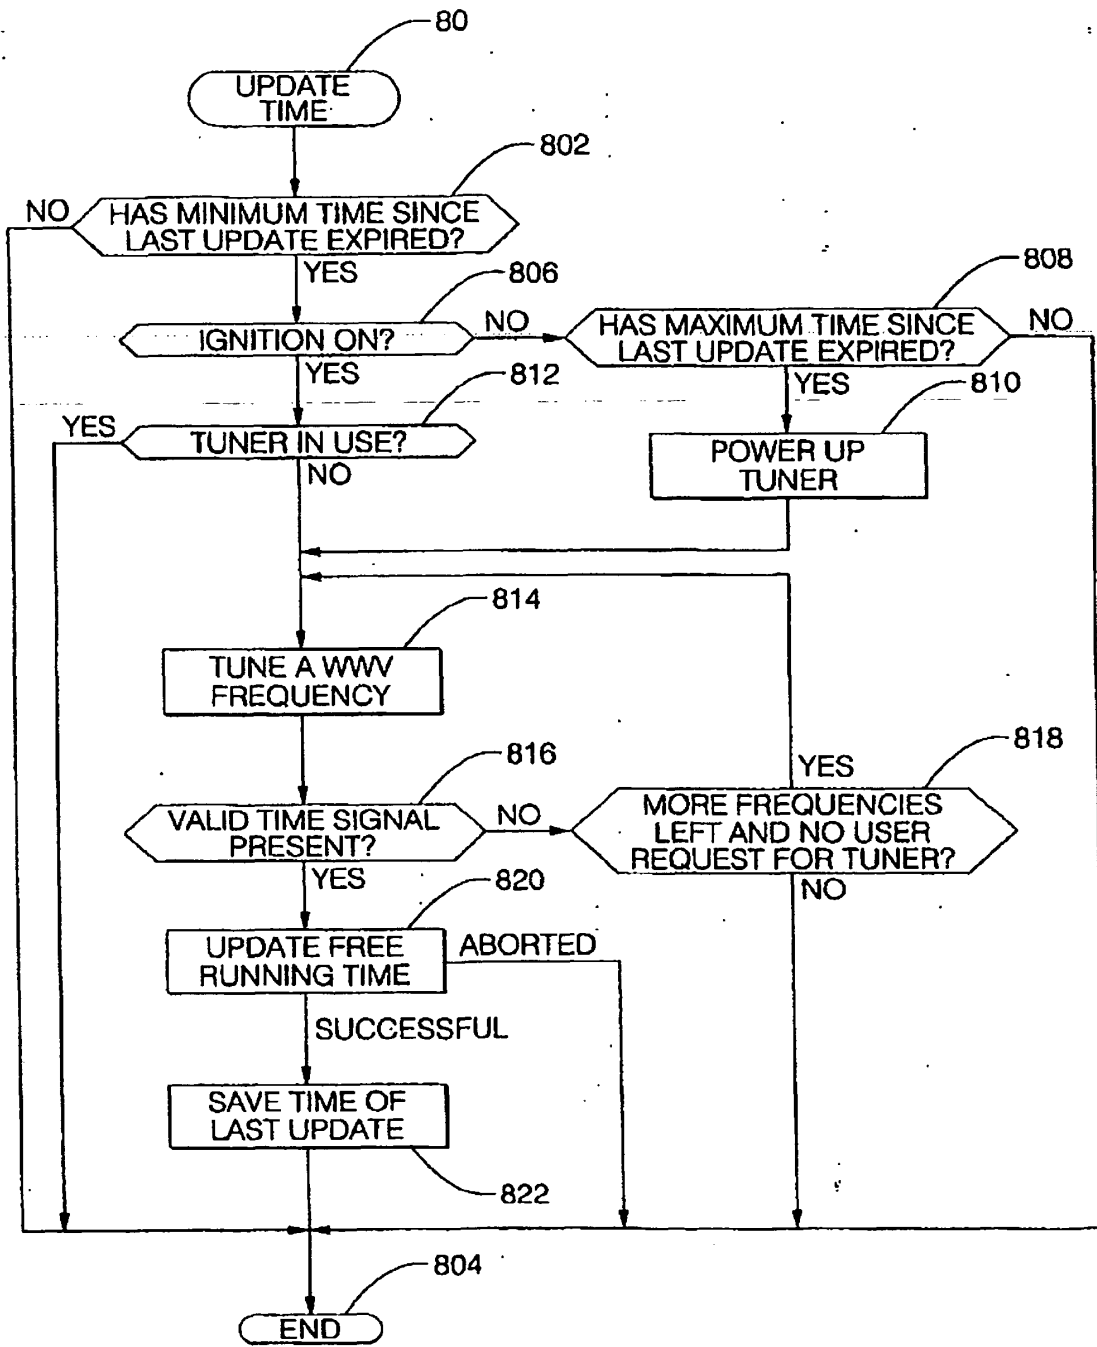 80
UPDATE
TIME
802
NO
HAS MINIMUM TIME SINCE
LAST UPDATE EXPIRED?
YES
806
808
IGNITION ON?
NO
HAS MAXIMUM TIME SINCE
LAST UPDATE EXPIRED?
NO
YES
812
YES
810
YES
TUNER IN USE?
NO
POWER UP
TUNER
814
TUNE A WWV
FREQUENCY
816
YES
818
VALID TIME SIGNAL
PRESENT?
NO
MORE FREQUENCIES
LEFT AND NO USER
REQUEST FOR TUNER?
YES
820
NO
UPDATE FREE
RUNNING TIME
ABORTED
SUCCESSFUL
SAVE TIME OF
LAST UPDATE
822
804
END